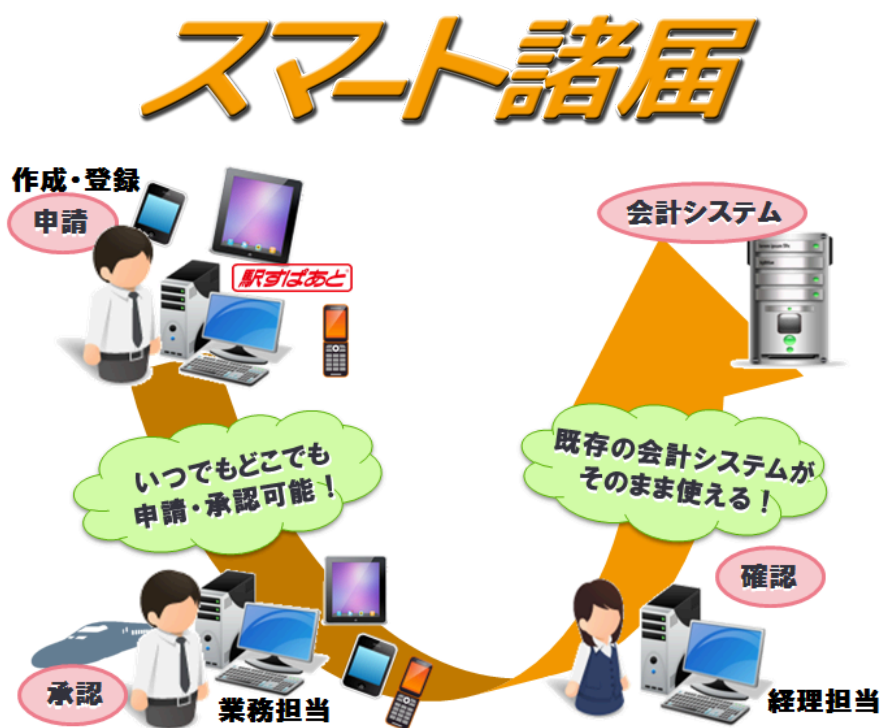 スマート諸届
作成・登録
申請
駅すぱあと
会計システム
いつでもどこでも
申請・承認可能！
既存の会計システムが
そのまま使える！
確認
承認
業務担当
経理担当